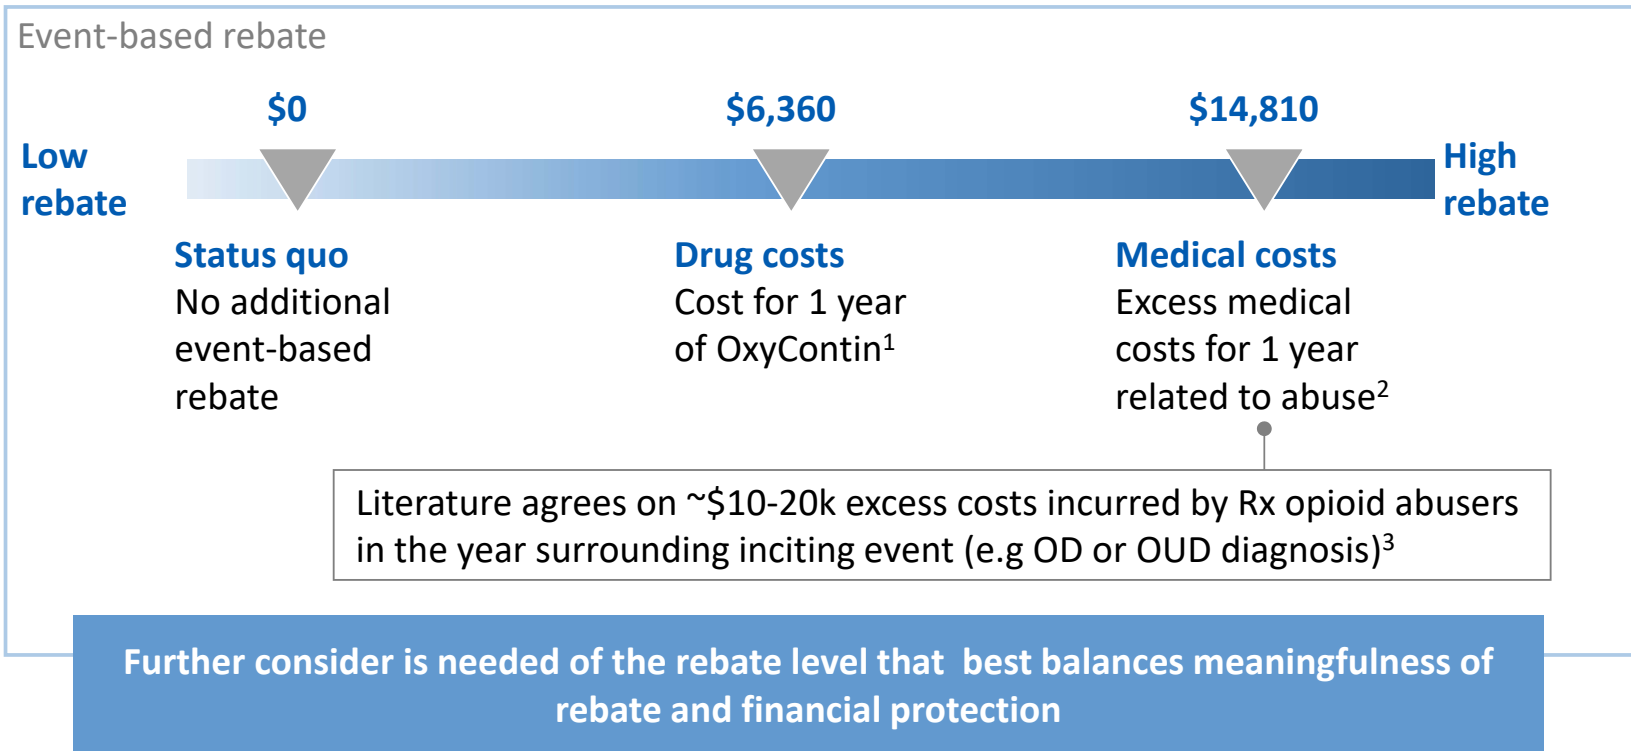 Event-based rebate
$0
$6,360
$14,810
Low
rebate
High
rebate
Status quo
No additional
event-based
rebate
Drug costs
Cost for 1 year
of OxyContin1
Medical costs
Excess medical
costs for 1 year
related to abuse2
Literature agrees on ~$10-20k excess costs incurred by Rx opioid abusers
in the year surrounding inciting event (e.g OD or OUD diagnosis)3
Further consider is needed of the rebate level that  best balances meaningfulness of
rebate and financial protection